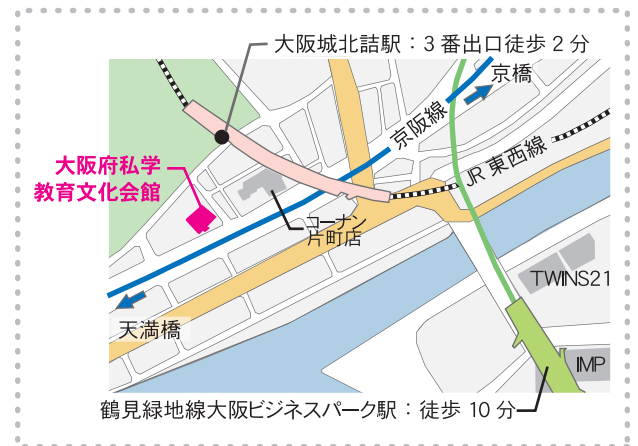 大阪城北詰駅：3番出口徒歩2分
京橋
京阪線
JR東西線
大阪府私学
教育文化会館
コーナン
片町店
TWINS21
天満橋
IMP
鶴見緑地線大阪ビジネスパーク駅：徒歩10分